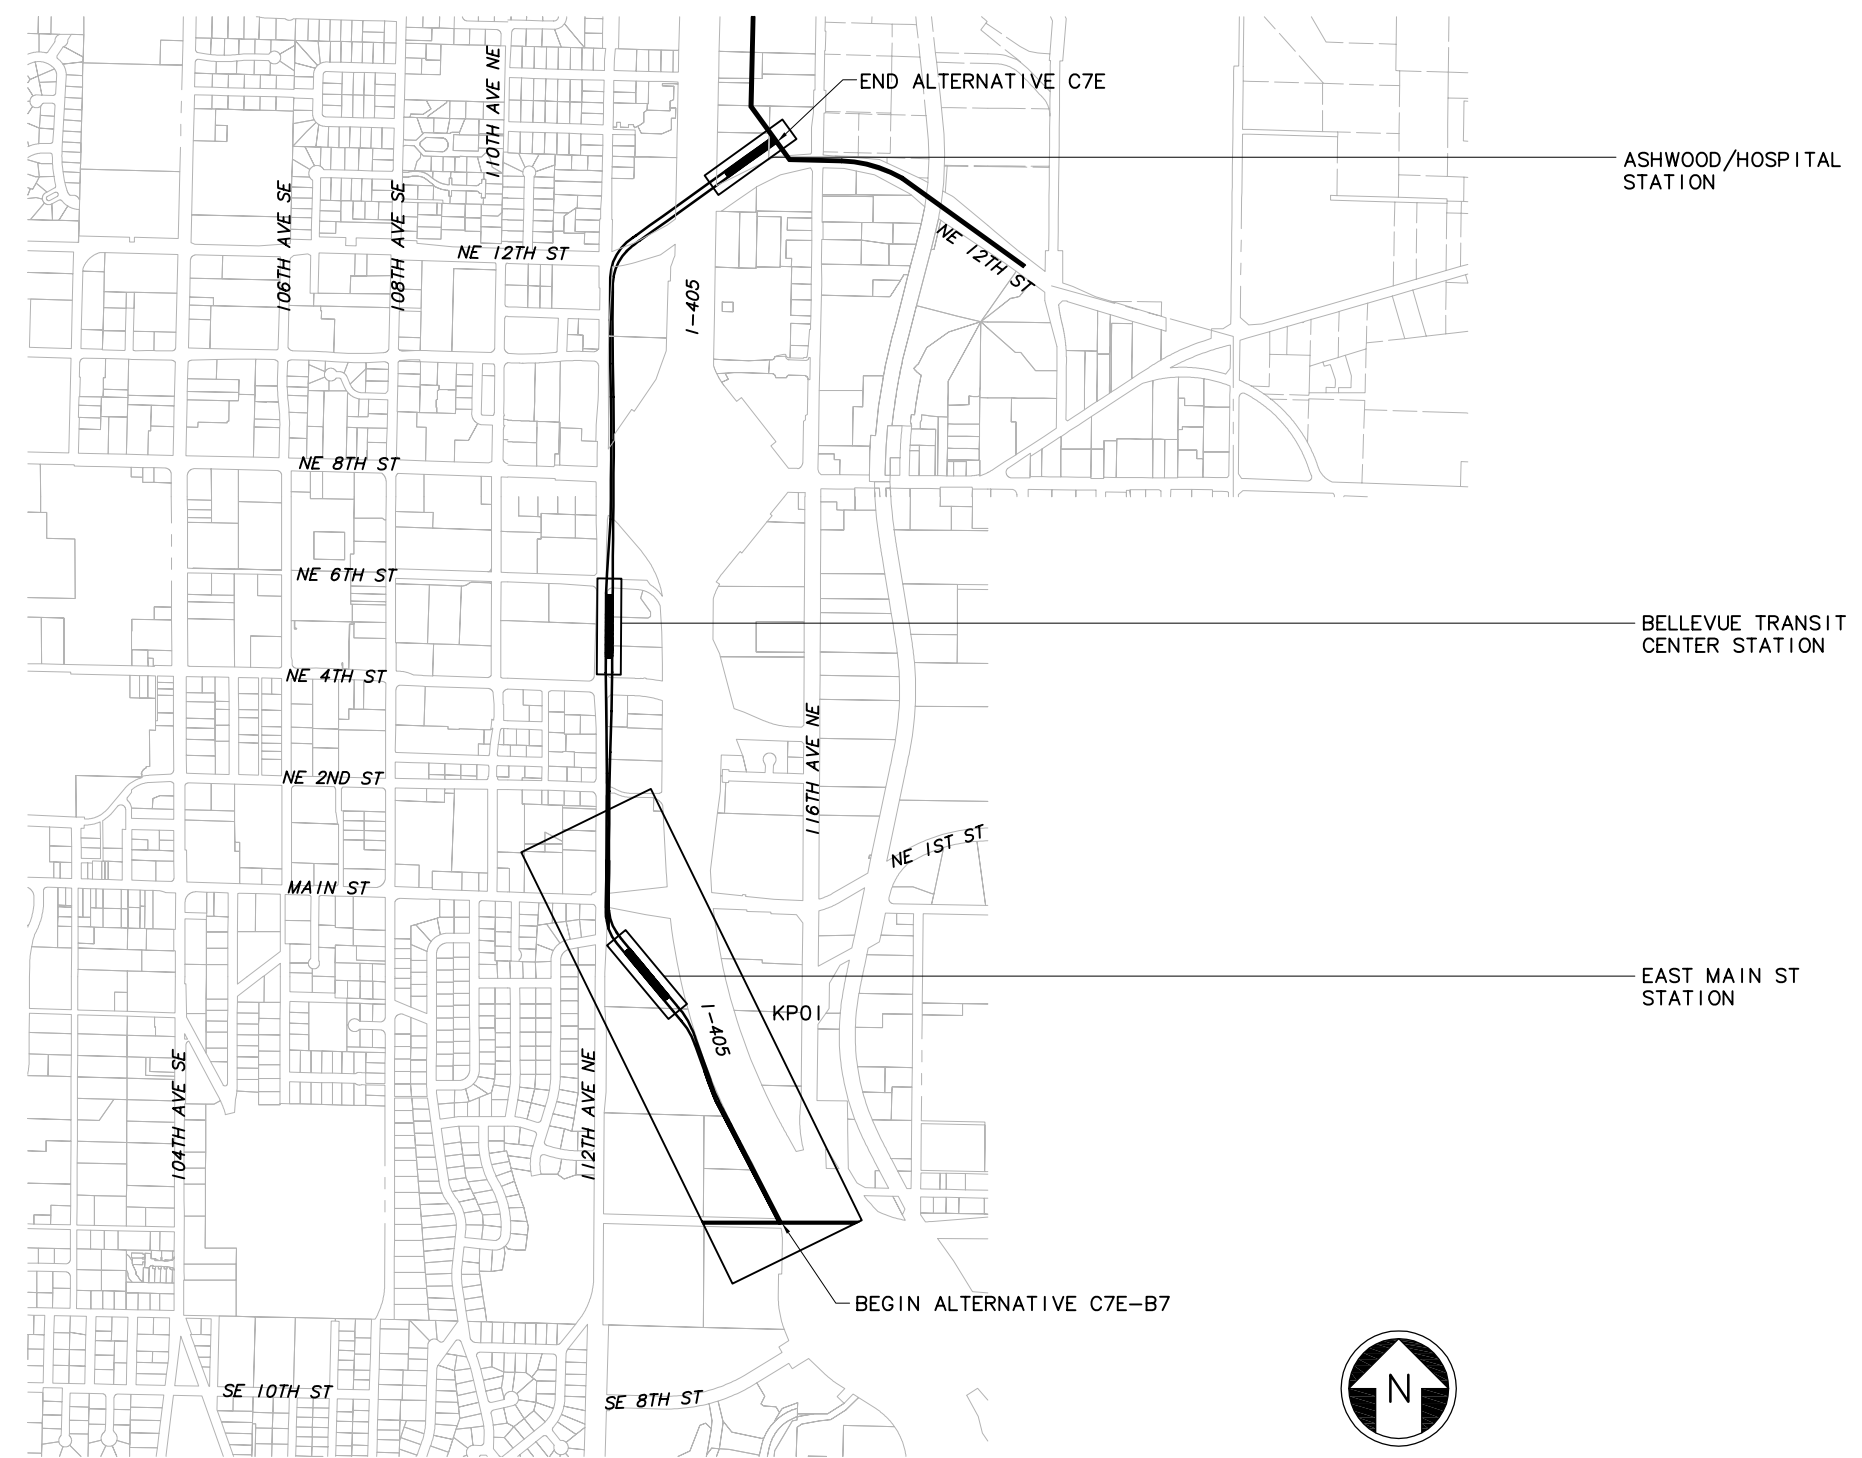 110TH AVE NE
END ALTERNATIVE C7E
ASHWOOD/HOSPITAL
STATION
106TH AVE SE
108TH AVE SE
NE 12TH ST
NE 12TH ST
I-405
NE 8TH ST
NE 6TH ST
BELLEVUE TRANSIT
CENTER STATION
NE 4TH ST
116TH AVE NE
NE 2ND ST
NE 1ST ST
MAIN ST
EAST MAIN ST
STATION
KP01
I-405
104TH AVE SE
112TH AVE NE
BEGIN ALTERNATIVE C7E-B7
SE 10TH ST
SE 8TH ST
N